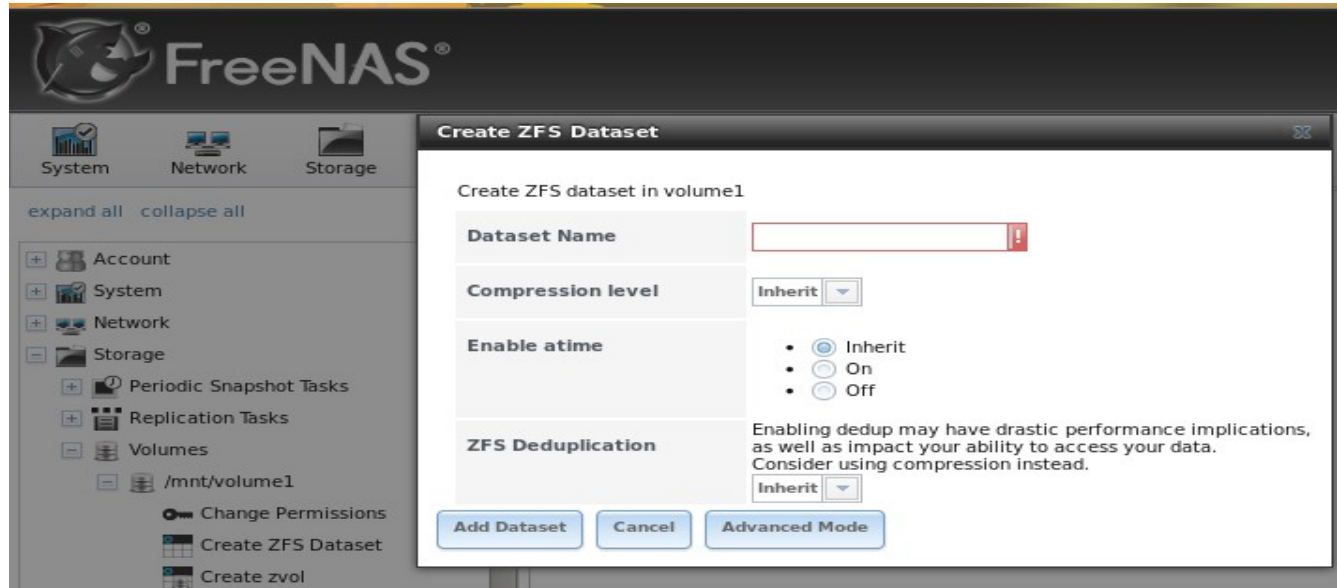 FreeNAS®
System Network Storage
expand all collapse all
Account
System
Network
Storage
Periodic Snapshot Tasks
Replication Tasks
Volumes
/mnt/volume1
Change Permissions
Create ZFS Dataset
Create zvol
Create ZFS Dataset
Create ZFS dataset in volume1
Dataset Name
!
Compression level
Inherit
Enable atime
Inherit
On
Off
ZFS Deduplication
Enabling dedup may have drastic performance implications,
as well as impact your ability to access your data.
Consider using compression instead.
Inherit
Add Dataset Cancel Advanced Mode